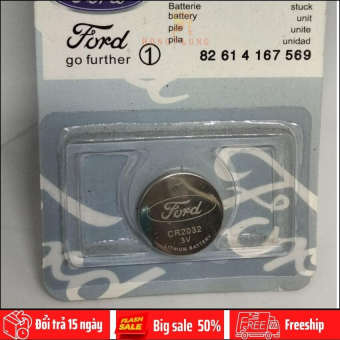 Ford
Batterie stuck
battery unit
pile unite
pila unidad
Ford
go further
1
82 61 4 167 569
Ford
CR2032
3V
LITHIUM BATTERY
Đổi trả 15 ngày
FLASH SALE
Big sale 50%
FREE
Freeship